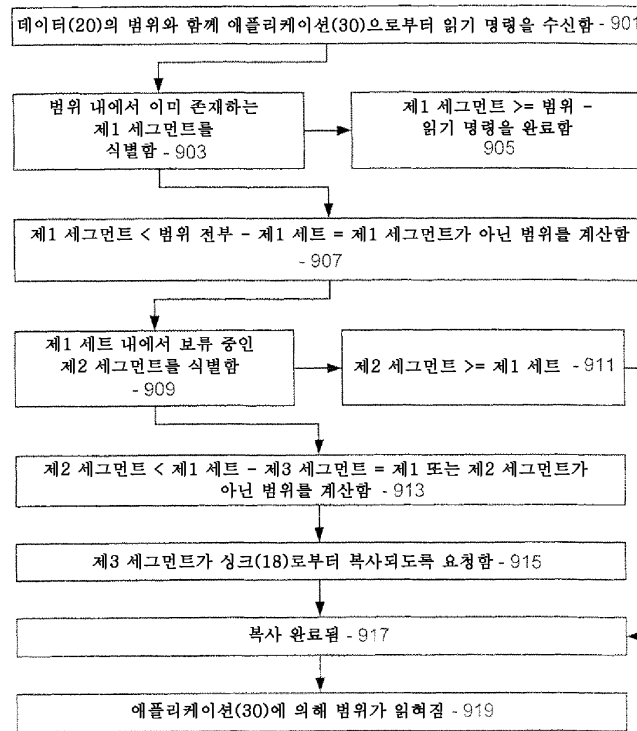 데이터(20)의 범위와 함께 애플리케이션(30)으로부터 읽기 명령을 수신함 - 901
범위 내에서 이미 존재하는
제1 세그먼트를
식별함 - 903
제1 세그먼트 >= 범위 -
읽기 명령을 완료함
905
제1 세그먼트 < 범위 전부 - 제1 세트 = 제1 세그먼트가 아닌 범위를 계산함
- 907
제1 세트 내에서 보류 중인
제2 세그먼트를 식별함
- 909
제2 세그먼트 >= 제1 세트 - 911
제2 세그먼트 < 제1 세트 - 제3 세그먼트 = 제1 또는 제2 세그먼트가
아닌 범위를 계산함 - 913
제3 세그먼트가 싱크(18)로부터 복사되도록 요청함 - 915
복사 완료됨 - 917
애플리케이션(30)에 의해 범위가 읽혀짐 - 919